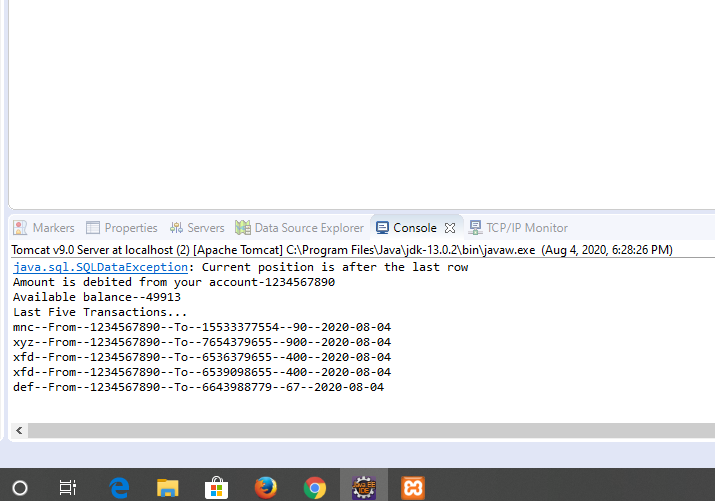 Markers Properties Servers Data Source Explorer Console TCP/IP Monitor
Tomcat v9.0 Server at localhost (2) [Apache Tomcat] C:\Program Files\Java\jdk-13.0.2\bin\javaw.exe (Aug 4, 2020, 6:28:26 PM)
java.sql.SQLDataException: Current position is after the last row
Amount is debited from your account-1234567890
Available balance--49913
Last Five Transactions...
mnc--From--1234567890--To--15533377554--90--2020-08-04
xyz--From--1234567890--To--7654379655--900--2020-08-04
xfd--From--1234567890--To--6536379655--400--2020-08-04
xfd--From--1234567890--To--6539098655--400--2020-08-04
def--From--1234567890--To--6643988779--67--2020-08-04